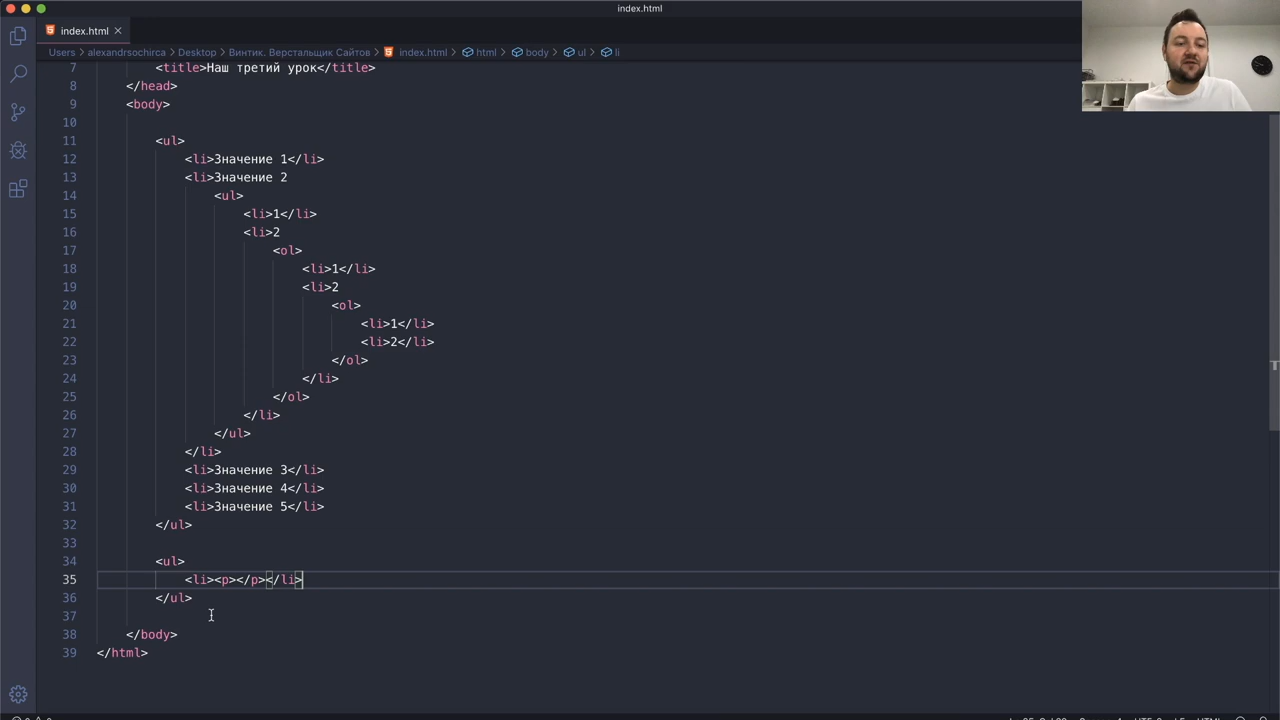 index.html
index.html
Users > alexandrsochirca > Desktop > Винтик. Верстальщик Сайтов > index.html > html > body > ul > li
7 <title>Наш третий урок</title>
8 </head>
9 <body>
10
11 <ul>
12 <li>Значение 1</li>
13 <li>Значение 2
14 <ul>
15 <li>1</li>
16 <li>2
17 <ol>
18 <li>1</li>
19 <li>2
20 <ol>
21 <li>1</li>
22 <li>2</li>
23 </ol>
24 </li>
25 </ol>
26 </li>
27 </ul>
28 </li>
29 <li>Значение 3</li>
30 <li>Значение 4</li>
31 <li>Значение 5</li>
32 </ul>
33
34 <ul>
35 <li><p></p></li>
36 </ul>
37
38 </body>
39 </html>